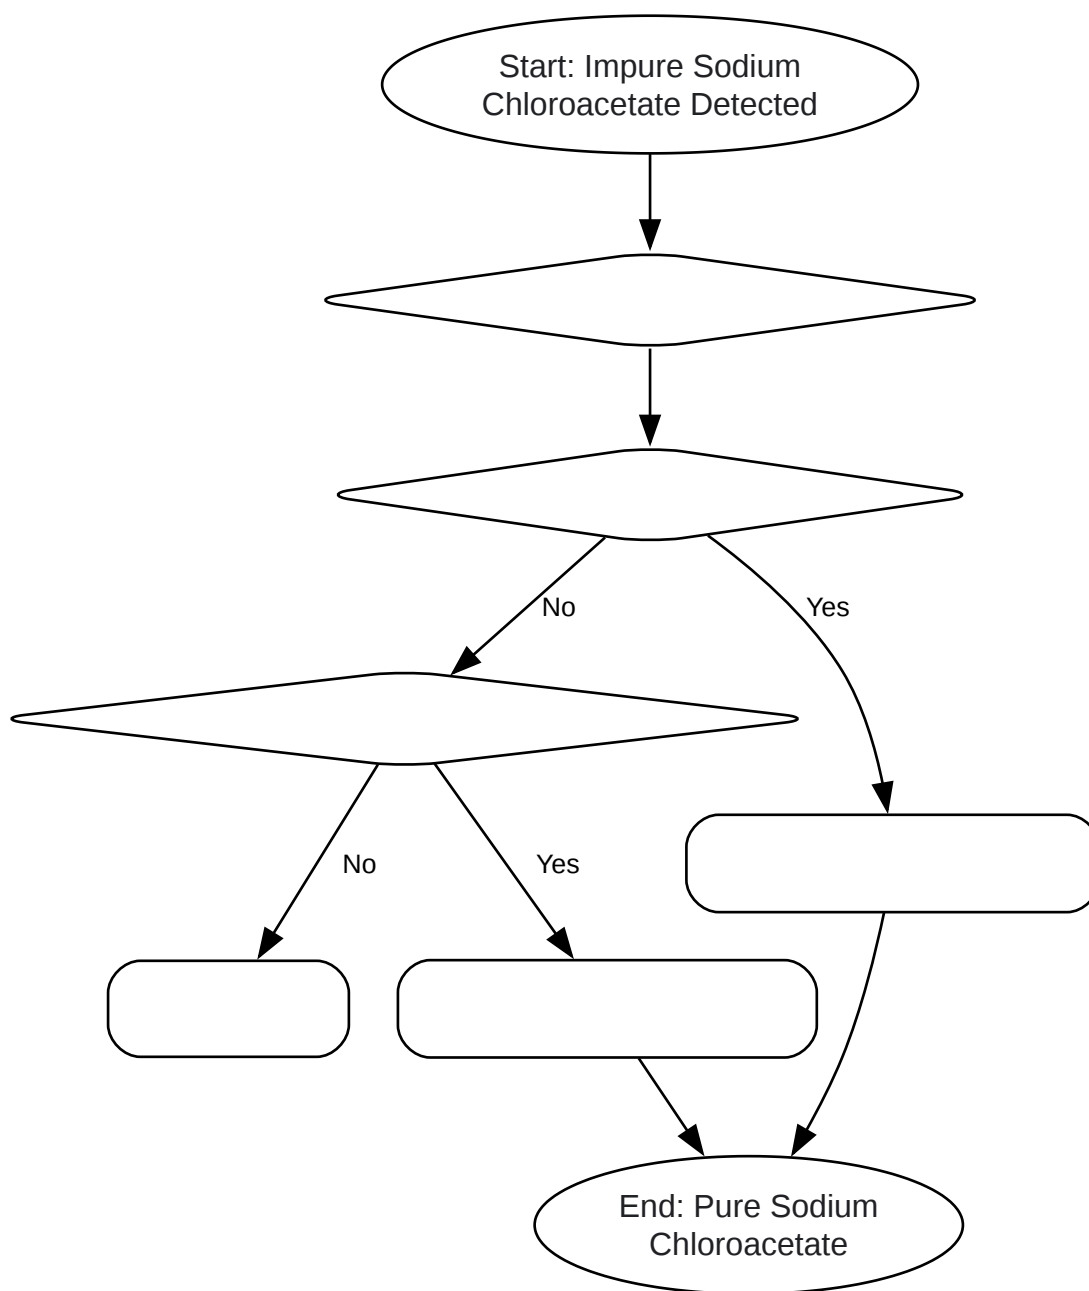 Start: Impure Sodium
Chloroacetate Detected
No
Yes
No
Yes
End: Pure Sodium
Chloroacetate